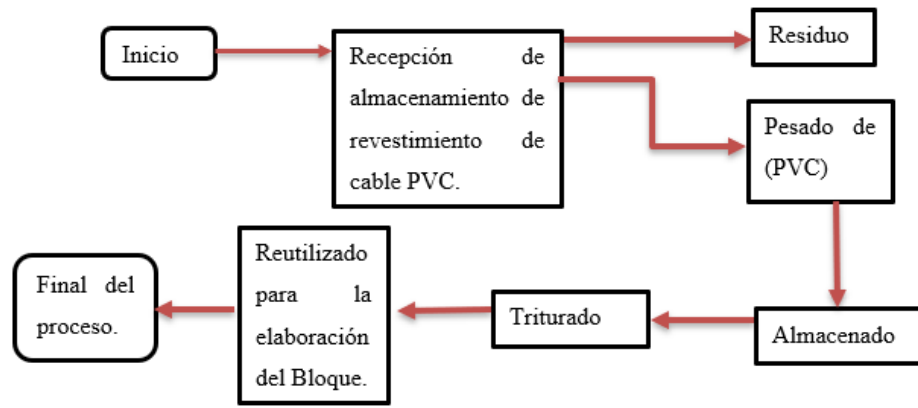 Inicio
Recepción de
almacenamiento de
revestimiento de
cable PVC.
Residuo
Pesado de
(PVC)
Almacenado
Triturado
Reutilizado
para la
elaboración
del Bloque.
Final del
proceso.